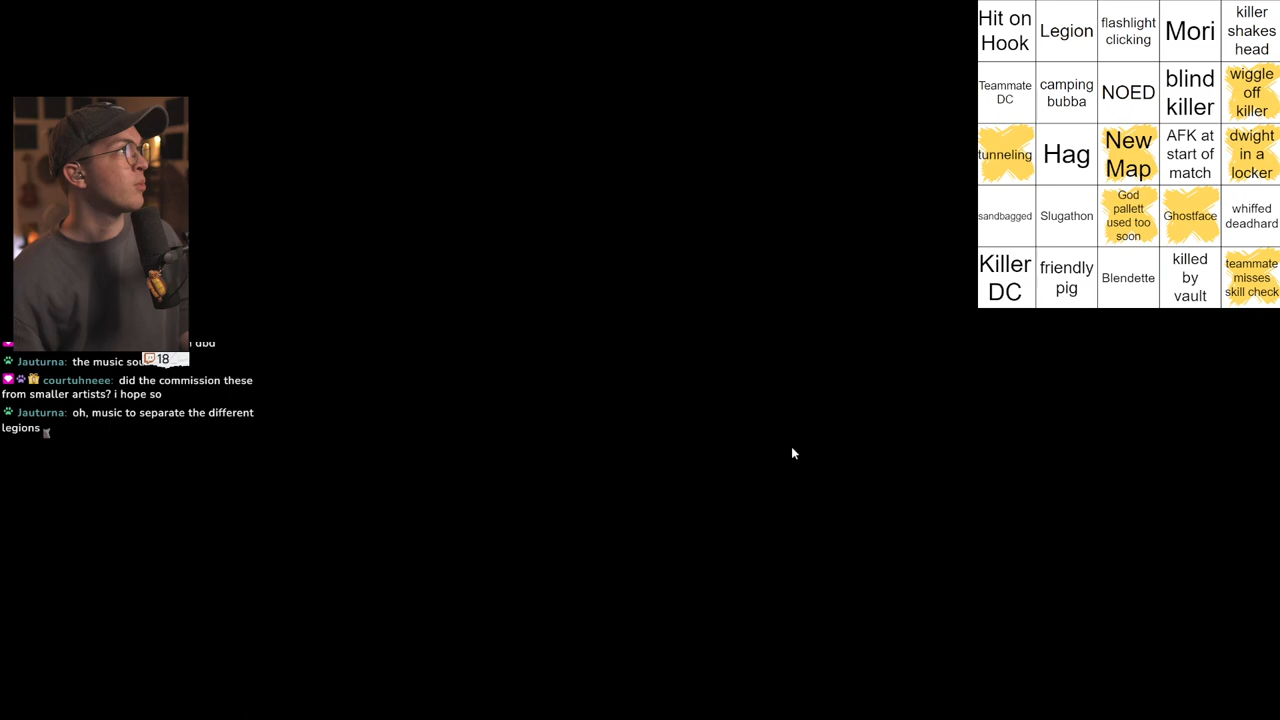 Hit on
Hook
Legion
flashlight
clicking
Mori
killer
shakes
head
Teammate
DC
camping
bubba
NOED
blind
killer
wiggle
off
killer
tunneling
Hag
New
Map
AFK at
start of
match
dwight
in a
locker
sandbagged
Slugathon
God
pallett
used too
soon
Ghostface
whiffed
deadhard
Killer
DC
friendly
pig
Blendette
killed
by
vault
teammate
misses
skill check
dbd
Jauturna: the music
18
courtuhneee: did the commission these
from smaller artists? i hope so
Jauturna: oh, music to separate the different
legions